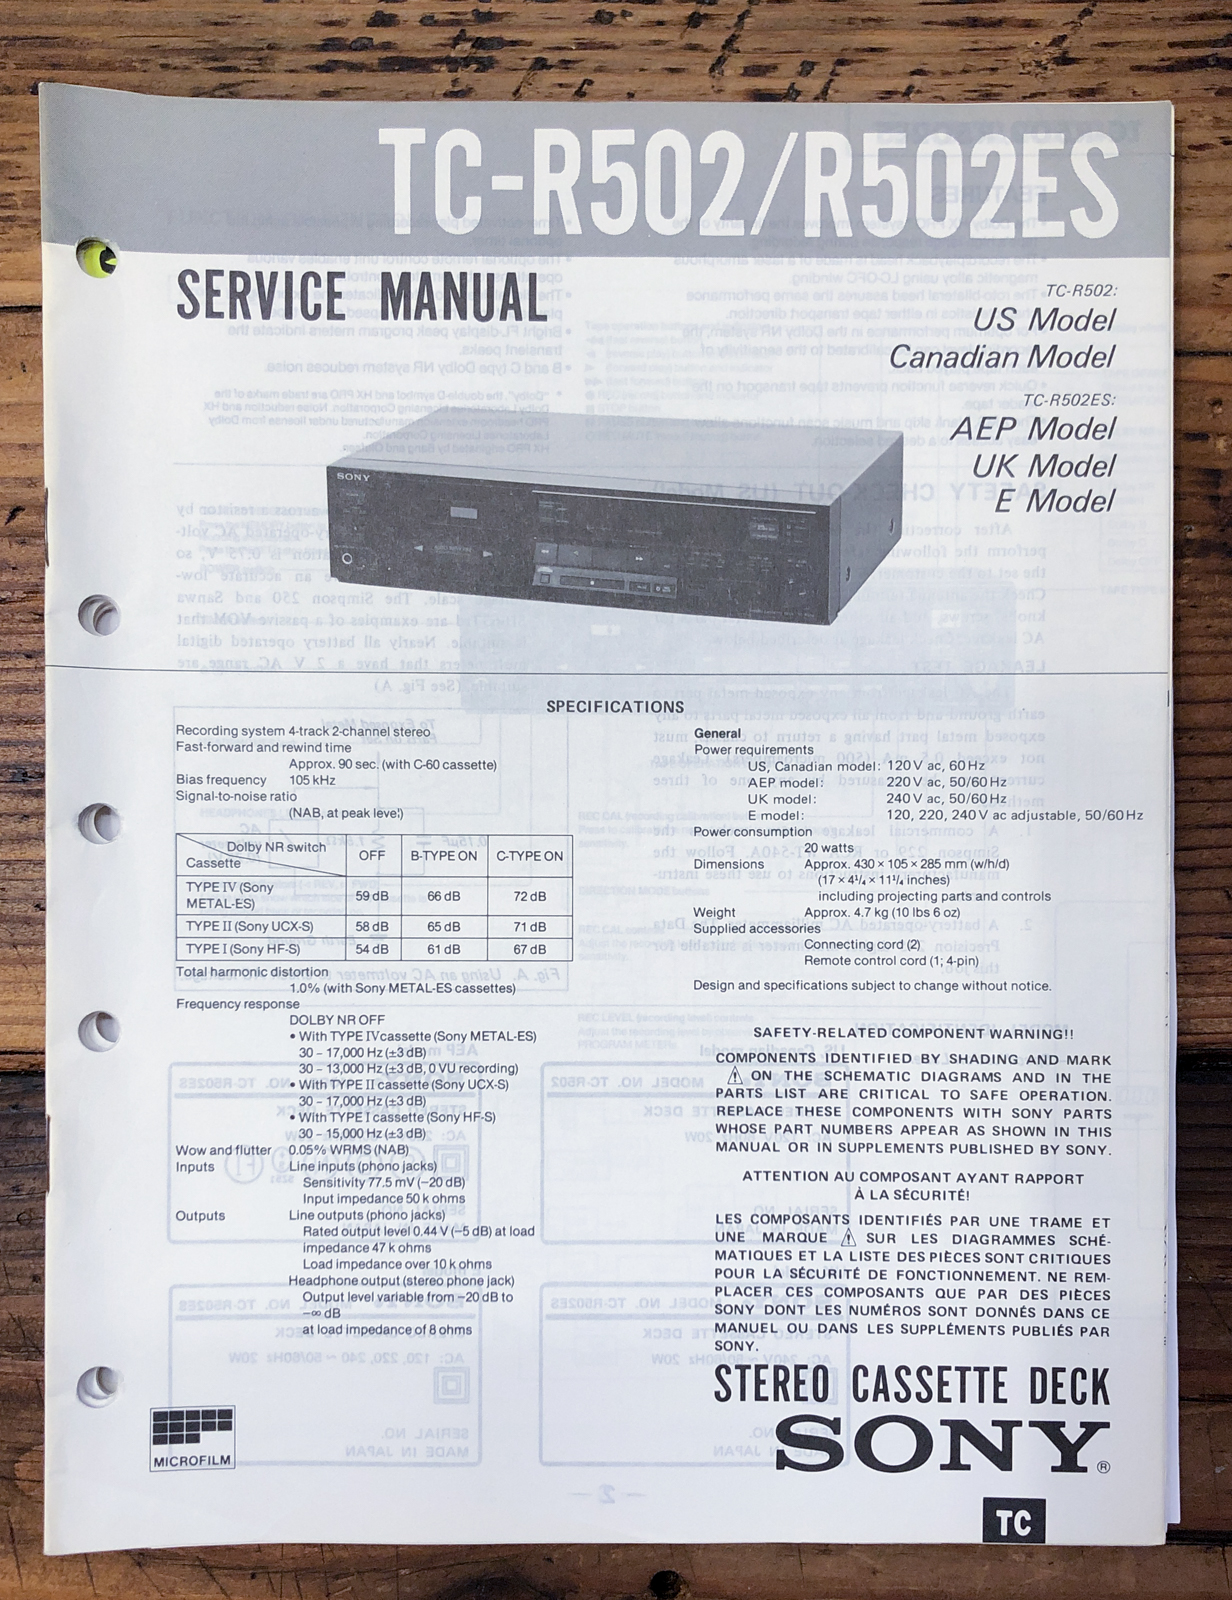 TC-R502/R502ES
SERVICE MANUAL
TC-R502:
US Model
Canadian Model
TC-R502ES:
AEP Model
UK Model
E Model
SONY
SPECIFICATIONS
Recording system 4-track 2-channel stereo
Fast-forward and rewind time
Approx. 90 sec. (with C-60 cassette)
Bias frequency 105 kHz
Signal-to-noise ratio
(NAB, at peak level)
Dolby NR switch
Cassette
OFF B-TYPE ON C-TYPE ON
TYPE IV (Sony METAL-ES) 59 dB 66 dB 72 dB
TYPE II (Sony UCX-S) 58 dB 65 dB 71 dB
TYPE I (Sony HF-S) 54 dB 61 dB 67 dB
Total harmonic distortion
1.0% (with Sony METAL-ES cassettes)
Frequency response
DOLBY NR OFF
• With TYPE IV cassette (Sony METAL-ES)
30 – 17,000 Hz (±3 dB)
30 – 13,000 Hz (±3 dB, 0 VU recording)
• With TYPE II cassette (Sony UCX-S)
30 – 17,000 Hz (±3 dB)
• With TYPE I cassette (Sony HF-S)
30 – 15,000 Hz (±3 dB)
Wow and flutter 0.05% WRMS (NAB)
Inputs Line inputs (phono jacks)
Sensitivity 77.5 mV (−20 dB)
Input impedance 50 k ohms
Outputs Line outputs (phono jacks)
Rated output level 0.44 V (−5 dB) at load
impedance 47 k ohms
Load impedance over 10 k ohms
Headphone output (stereo phone jack)
Output level variable from −20 dB to
−∞ dB
at load impedance of 8 ohms
General
Power requirements
US, Canadian model: 120 V ac, 60 Hz
AEP model: 220 V ac, 50/60 Hz
UK model: 240 V ac, 50/60 Hz
E model: 120, 220, 240 V ac adjustable, 50/60 Hz
Power consumption
20 watts
Dimensions Approx. 430 × 105 × 285 mm (w/h/d)
(17 × 4 1/4 × 11 1/4 inches)
including projecting parts and controls
Weight Approx. 4.7 kg (10 lbs 6 oz)
Supplied accessories
Connecting cord (2)
Remote control cord (1; 4-pin)
Design and specifications subject to change without notice.
SAFETY-RELATED COMPONENT WARNING!!
COMPONENTS IDENTIFIED BY SHADING AND MARK
⚠ ON THE SCHEMATIC DIAGRAMS AND IN THE
PARTS LIST ARE CRITICAL TO SAFE OPERATION.
REPLACE THESE COMPONENTS WITH SONY PARTS
WHOSE PART NUMBERS APPEAR AS SHOWN IN THIS
MANUAL OR IN SUPPLEMENTS PUBLISHED BY SONY.
ATTENTION AU COMPOSANT AYANT RAPPORT
À LA SÉCURITÉ!
LES COMPOSANTS IDENTIFIÉS PAR UNE TRAME ET
UNE MARQUE ⚠ SUR LES DIAGRAMMES SCHÉ-
MATIQUES ET LA LISTE DES PIÈCES SONT CRITIQUES
POUR LA SÉCURITÉ DE FONCTIONNEMENT. NE REM-
PLACER CES COMPOSANTS QUE PAR DES PIÈCES
SONY DONT LES NUMÉROS SONT DONNÉS DANS CE
MANUEL OU DANS LES SUPPLÉMENTS PUBLIÉS PAR
SONY.
STEREO CASSETTE DECK
SONY ®
MICROFILM
TC